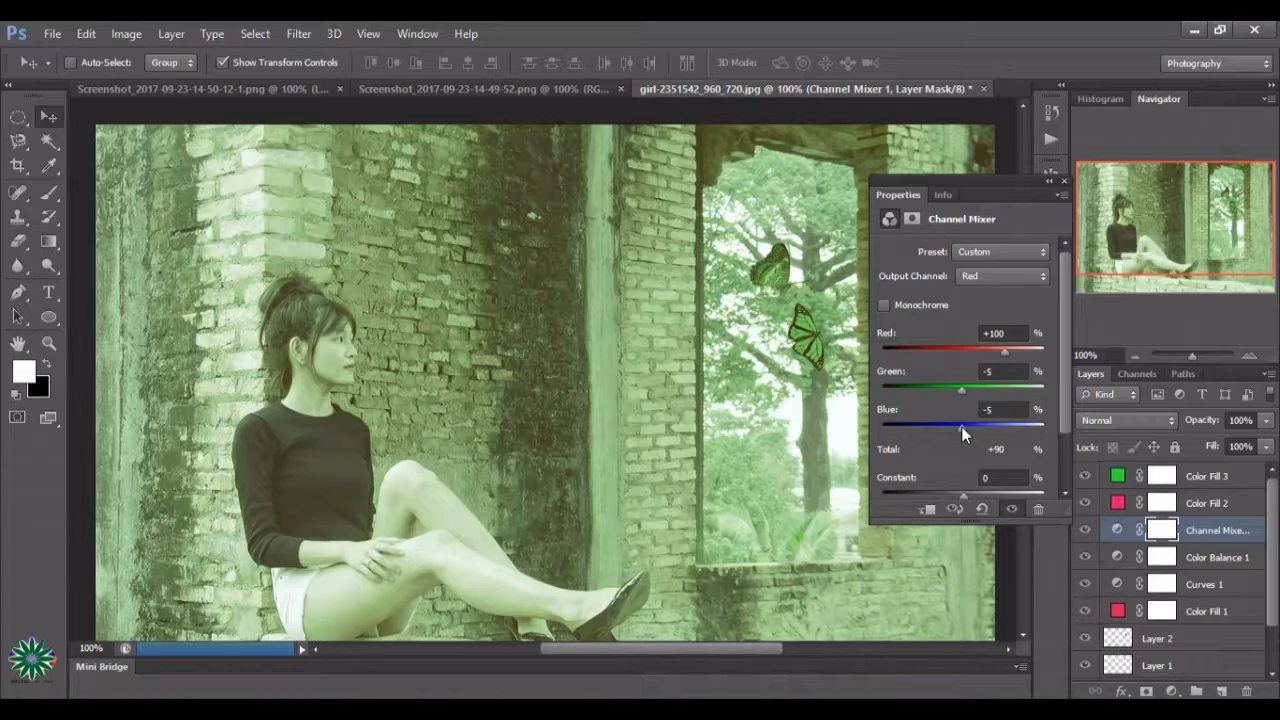 Ps File Edit Image Layer Type Select Filter 3D View Window Help
Auto-Select: Group Show Transform Controls 3D Mode: Photography
Screenshot_2017-09-23-14-50-12-1.png @ 100% (L... × Screenshot_2017-09-23-14-49-52.png @ 100% (RG... × girl-2351542_960_720.jpg @ 100% (Channel Mixer 1, Layer Mask/8) * ×
Histogram Navigator
Properties Info
Channel Mixer
Preset: Custom
Output Channel: Red
Monochrome
Red: +100 %
Green: -5 %
Blue: -5 %
Total: +90 %
Constant: 0 %
100%
Layers Channels Paths
Kind
Normal Opacity: 100%
Lock: Fill: 100%
Color Fill 3
Color Fill 2
Channel Mixe...
Color Balance 1
Curves 1
Color Fill 1
Layer 2
Layer 1
fx
100%
Mini Bridge